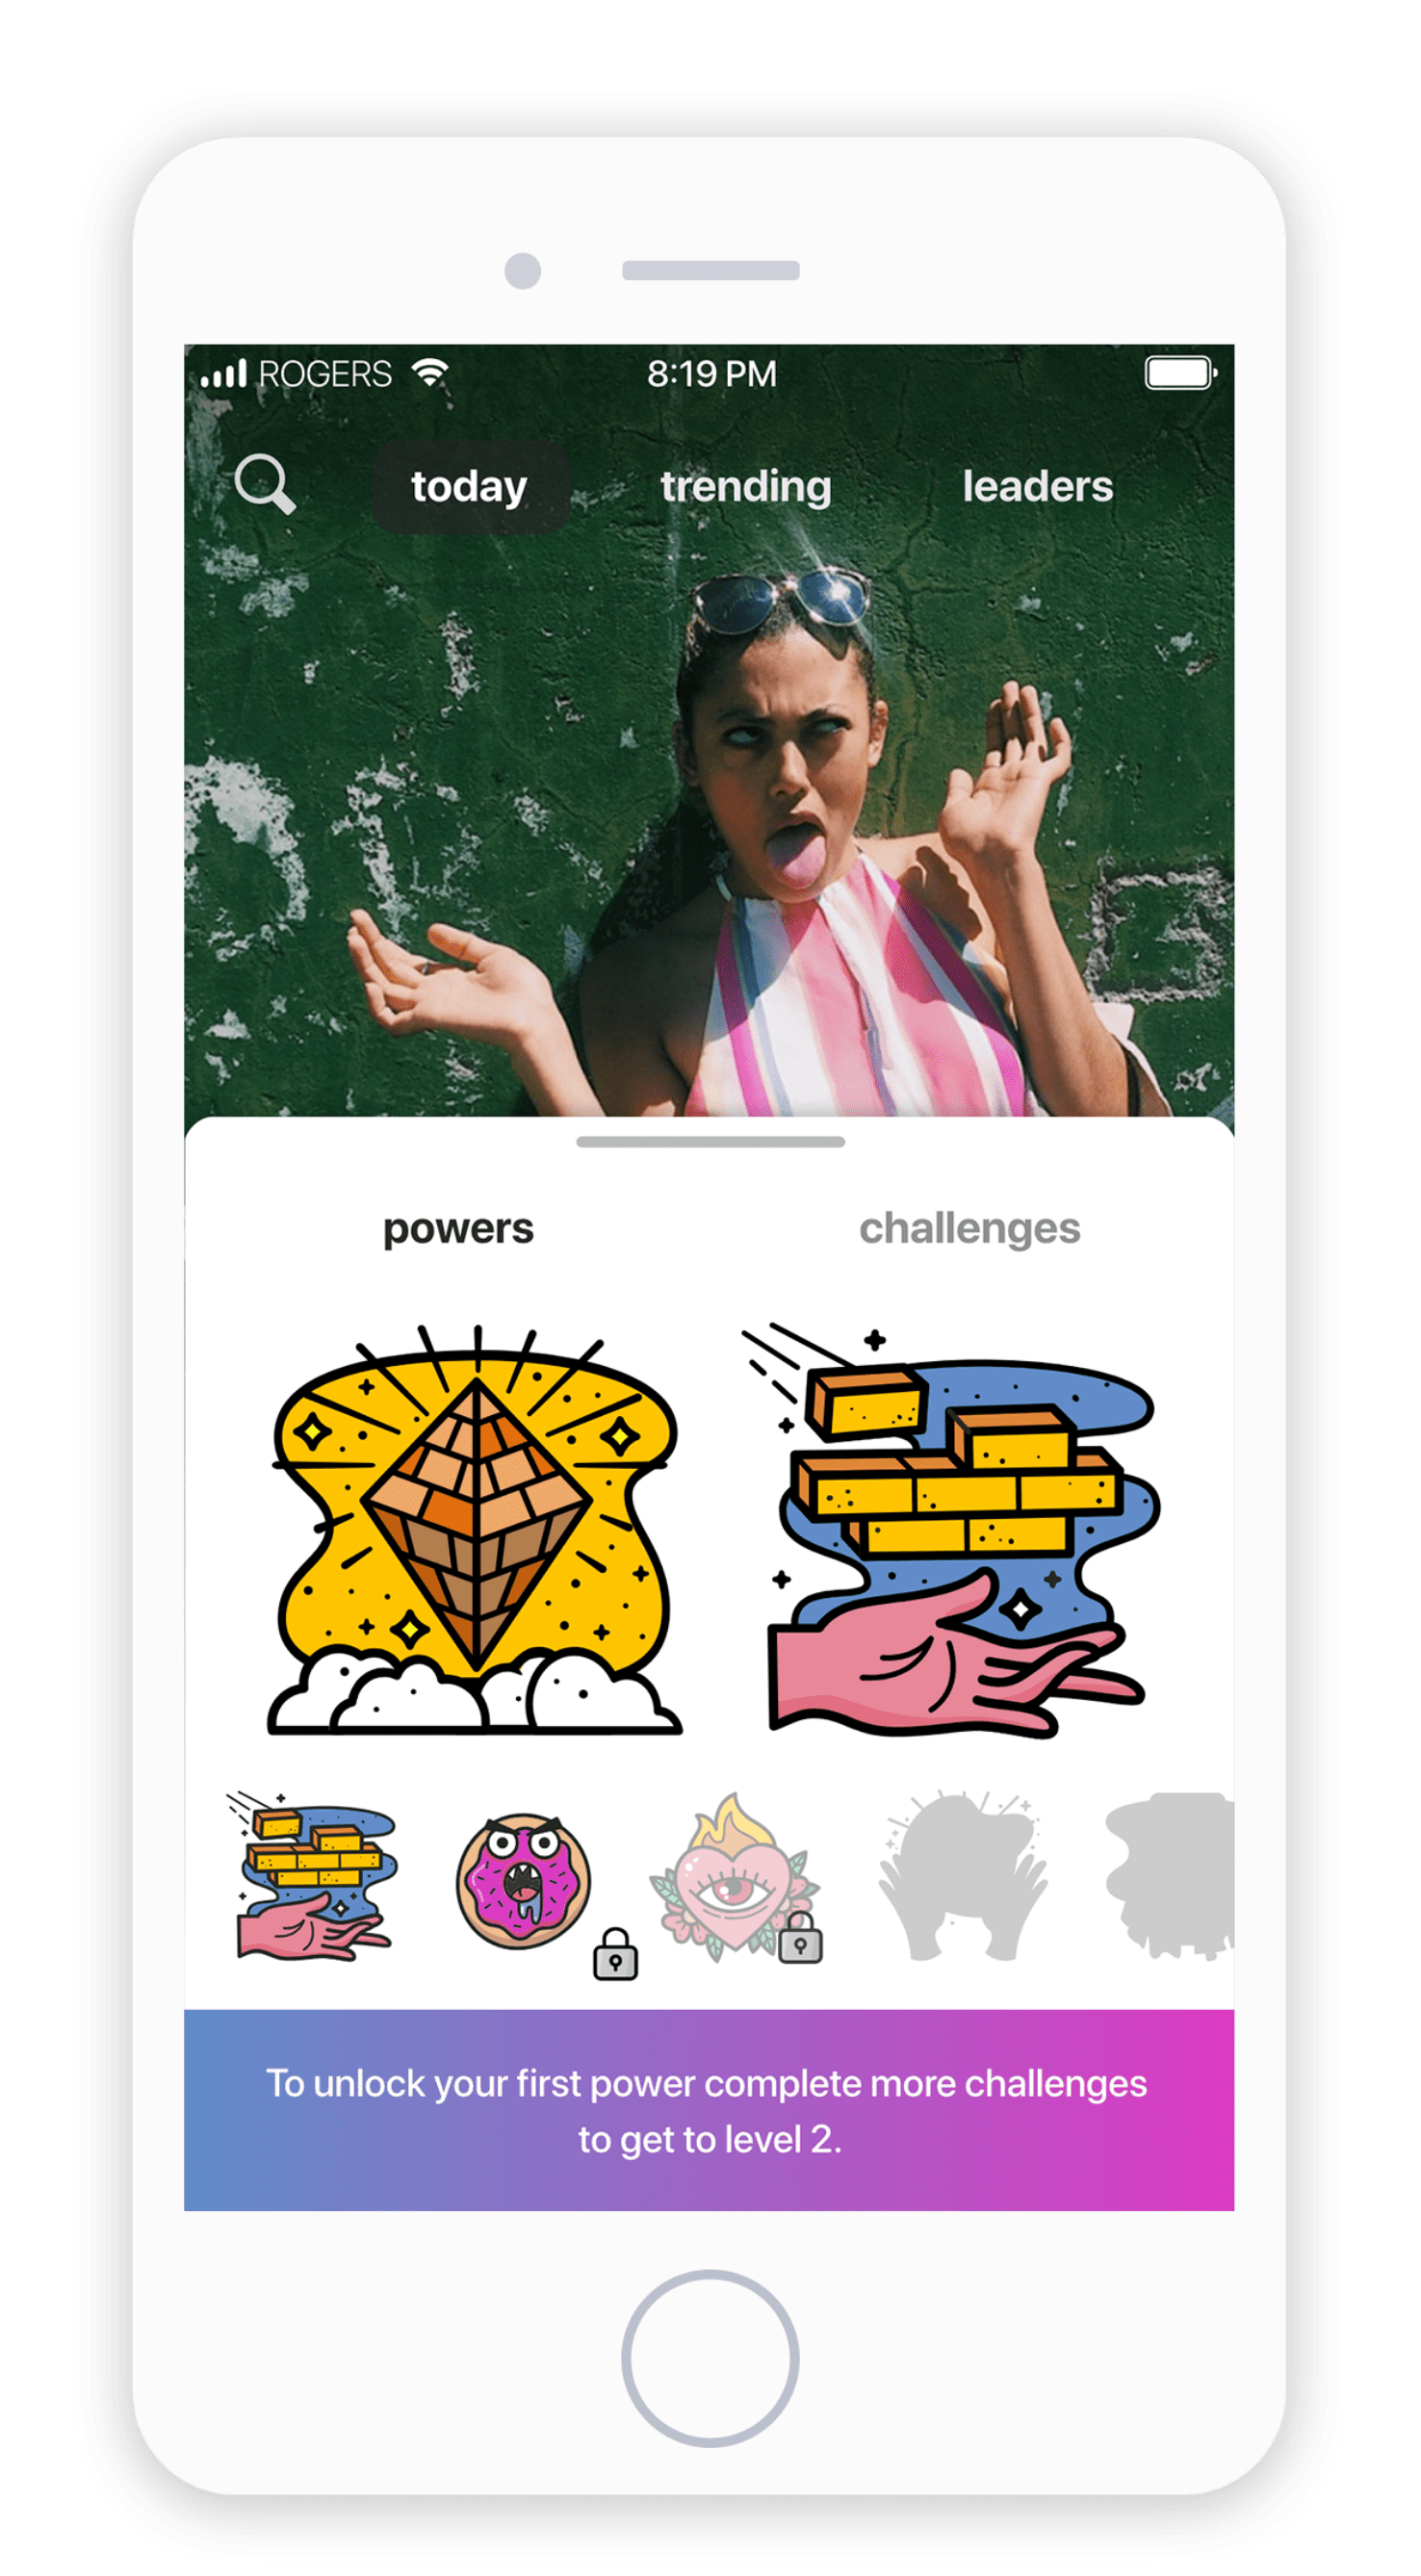 ROGERS 8:19 PM
today trending leaders
powers challenges
To unlock your first power complete more challenges
to get to level 2.